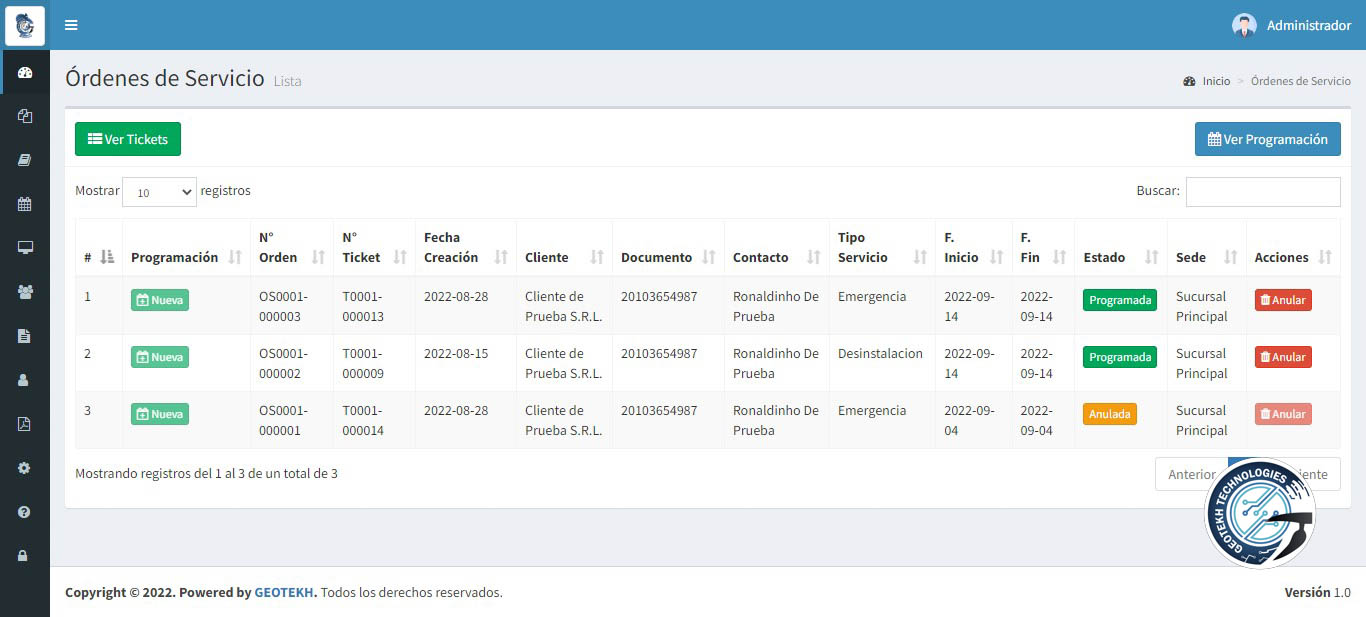 Administrador
Órdenes de Servicio Lista
Inicio > Órdenes de Servicio
Ver Tickets
Ver Programación
Mostrar 10 registros
Buscar:
# Programación N° Orden N° Ticket Fecha Creación Cliente Documento Contacto Tipo Servicio F. Inicio F. Fin Estado Sede Acciones
1 Nueva OS0001-000003 T0001-000013 2022-08-28 Cliente de Prueba S.R.L. 20103654987 Ronaldinho De Prueba Emergencia 2022-09-14 2022-09-14 Programada Sucursal Principal Anular
2 Nueva OS0001-000002 T0001-000009 2022-08-15 Cliente de Prueba S.R.L. 20103654987 Ronaldinho De Prueba Desinstalacion 2022-09-14 2022-09-14 Programada Sucursal Principal Anular
3 Nueva OS0001-000001 T0001-000014 2022-08-28 Cliente de Prueba S.R.L. 20103654987 Ronaldinho De Prueba Emergencia 2022-09-04 2022-09-04 Anulada Sucursal Principal Anular
Mostrando registros del 1 al 3 de un total de 3
Anterior
GEOTEKH TECHNOLOGIES
Copyright © 2022. Powered by GEOTEKH. Todos los derechos reservados.
Versión 1.0